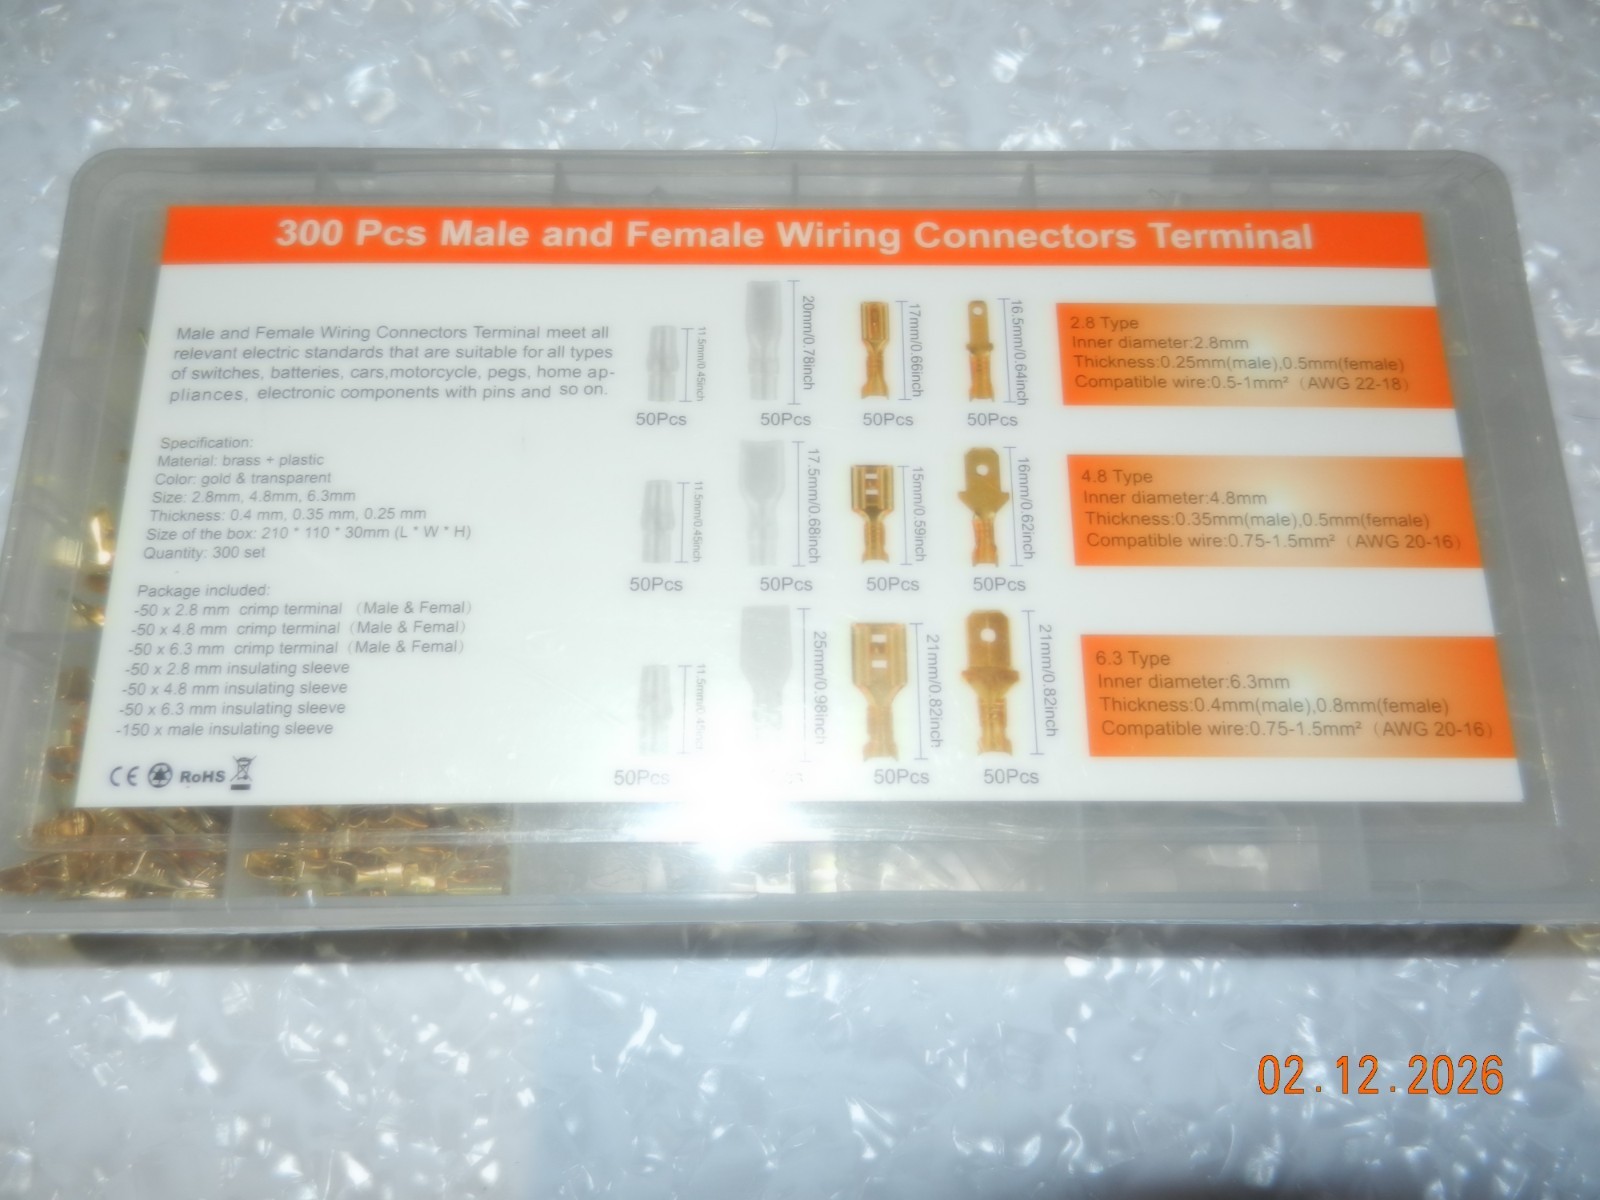 300 Pcs Male and Female Wiring Connectors Terminal
Male and Female Wiring Connectors Terminal meet all
relevant electric standards that are suitable for all types
of switches, batteries, cars,motorcycle, pegs, home ap-
pliances, electronic components with pins and so on.
Specification:
Material: brass + plastic
Color: gold & transparent
Size: 2.8mm, 4.8mm, 6.3mm
Thickness: 0.4 mm, 0.35 mm, 0.25 mm
Size of the box: 210 * 110 * 30mm (L * W * H)
Quantity: 300 set
Package included:
-50 x 2.8 mm crimp terminal （Male & Femal）
-50 x 4.8 mm crimp terminal（Male & Femal）
-50 x 6.3 mm crimp terminal（Male & Femal）
-50 x 2.8 mm insulating sleeve
-50 x 4.8 mm insulating sleeve
-50 x 6.3 mm insulating sleeve
-150 x male insulating sleeve
CE RoHS
11.5mm/0.45inch
20mm/0.78inch
17mm/0.66inch
16.5mm/0.64inch
50Pcs 50Pcs 50Pcs 50Pcs
2.8 Type
Inner diameter:2.8mm
Thickness:0.25mm(male),0.5mm(female)
Compatible wire:0.5-1mm²（AWG 22-18）
11.5mm/0.45inch
17.5mm/0.68inch
15mm/0.59inch
16mm/0.62inch
50Pcs 50Pcs 50Pcs 50Pcs
4.8 Type
Inner diameter:4.8mm
Thickness:0.35mm(male),0.5mm(female)
Compatible wire:0.75-1.5mm²（AWG 20-16）
11.5mm/0.45inch
25mm/0.98inch
21mm/0.82inch
21mm/0.82inch
50Pcs 50Pcs 50Pcs
6.3 Type
Inner diameter:6.3mm
Thickness:0.4mm(male),0.8mm(female)
Compatible wire:0.75-1.5mm²（AWG 20-16）
02.12.2026